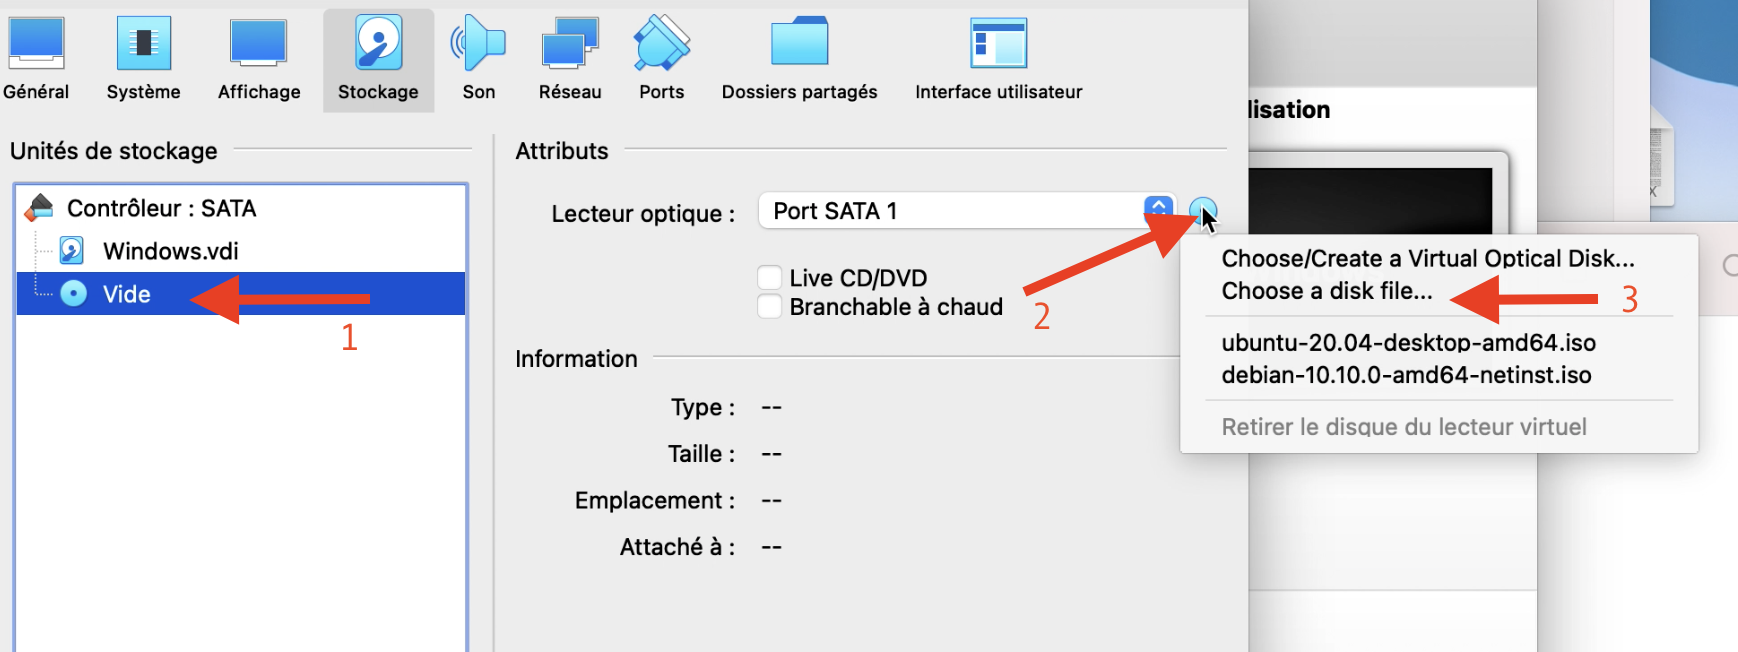 Général
Système
Affichage
Stockage
Son
Réseau
Ports
Dossiers partagés
Interface utilisateur
lisation
Unités de stockage
Contrôleur : SATA
Windows.vdi
Vide
1
Attributs
Lecteur optique :
Port SATA 1
Live CD/DVD
Branchable à chaud
2
Information
Type : --
Taille : --
Emplacement : --
Attaché à : --
Choose/Create a Virtual Optical Disk...
Choose a disk file...
3
ubuntu-20.04-desktop-amd64.iso
debian-10.10.0-amd64-netinst.iso
Retirer le disque du lecteur virtuel
X